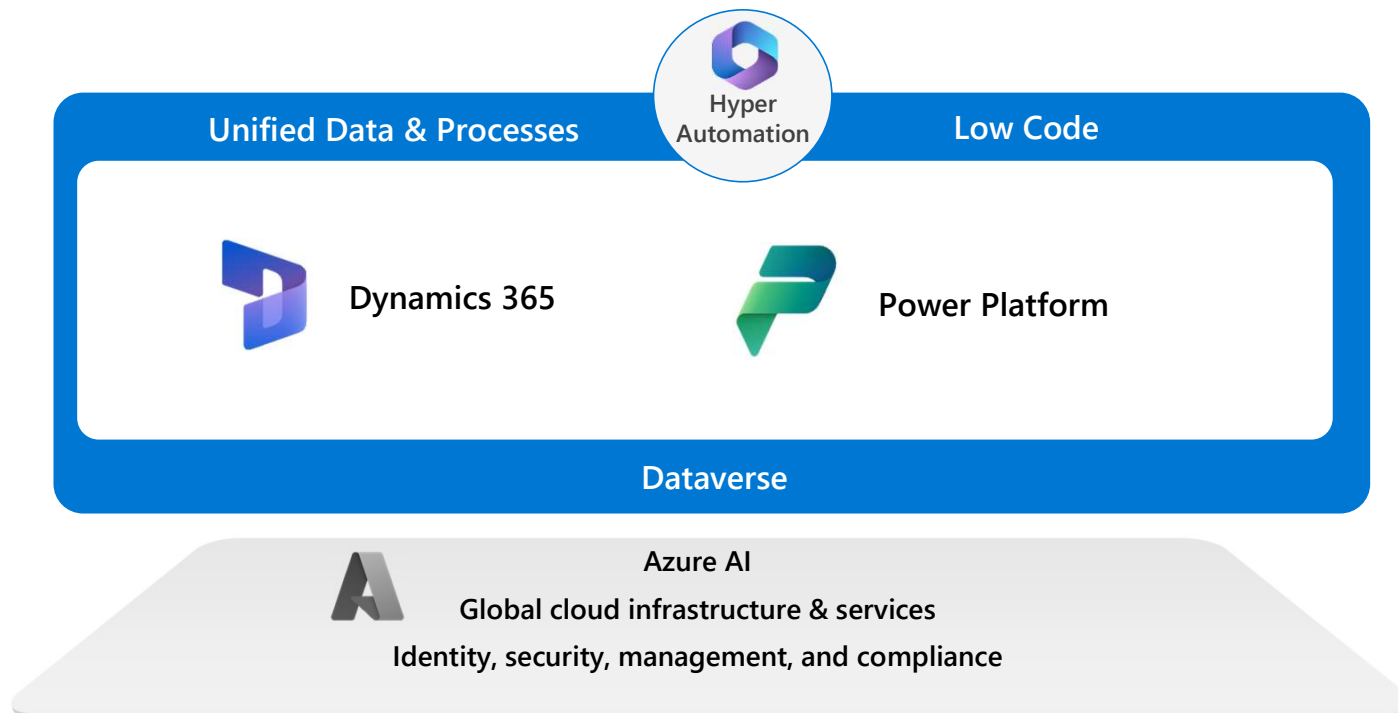 Hyper
Automation
Unified Data & Processes
Low Code
Dynamics 365
Power Platform
Dataverse
Azure AI
Global cloud infrastructure & services
Identity, security, management, and compliance